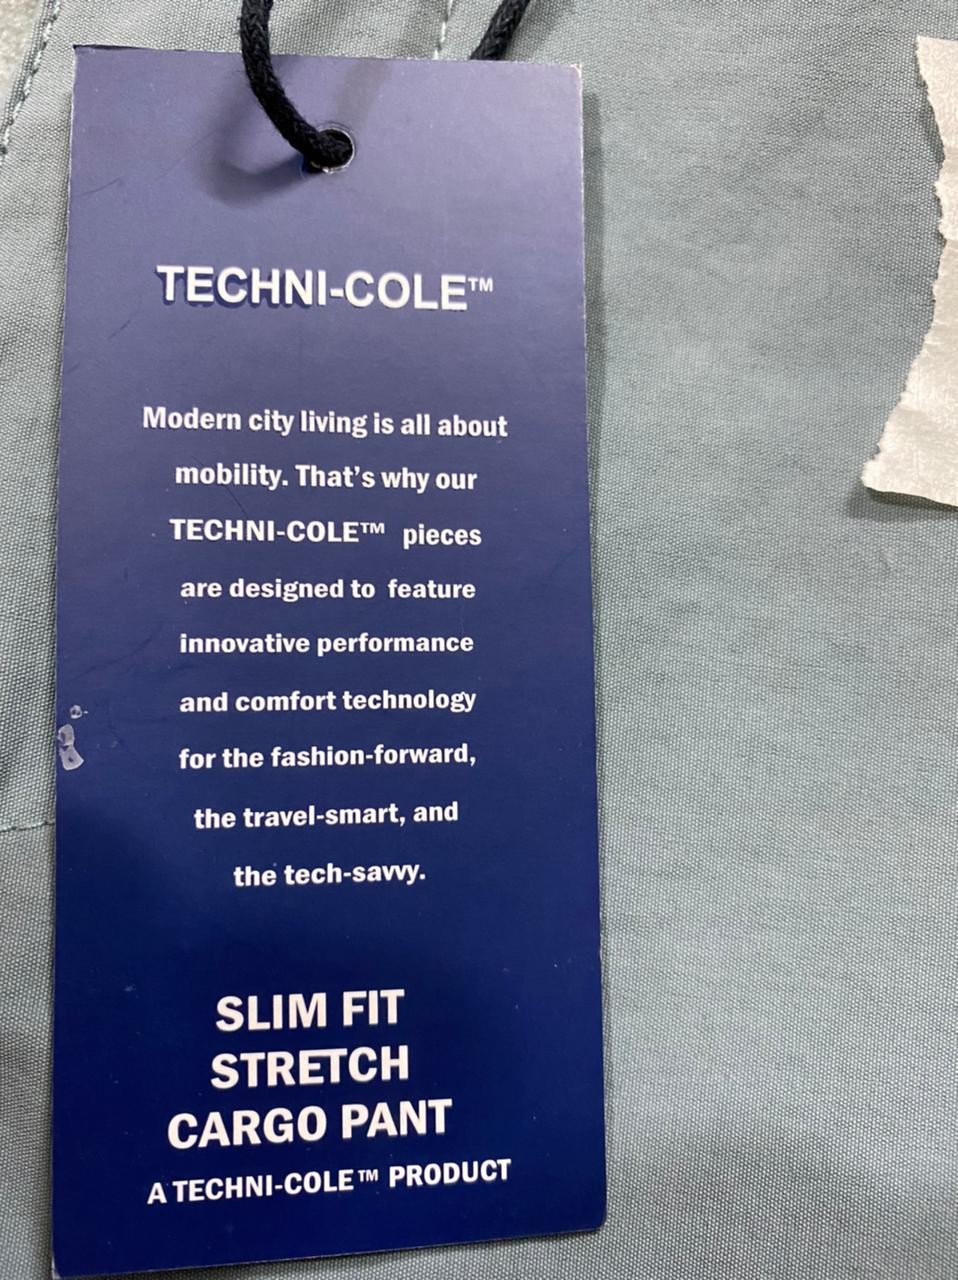 TECHNI-COLE™
Modern city living is all about
mobility. That's why our
TECHNI-COLE™ pieces
are designed to feature
innovative performance
and comfort technology
for the fashion-forward,
the travel-smart, and
the tech-savvy.
SLIM FIT
STRETCH
CARGO PANT
A TECHNI-COLE™ PRODUCT